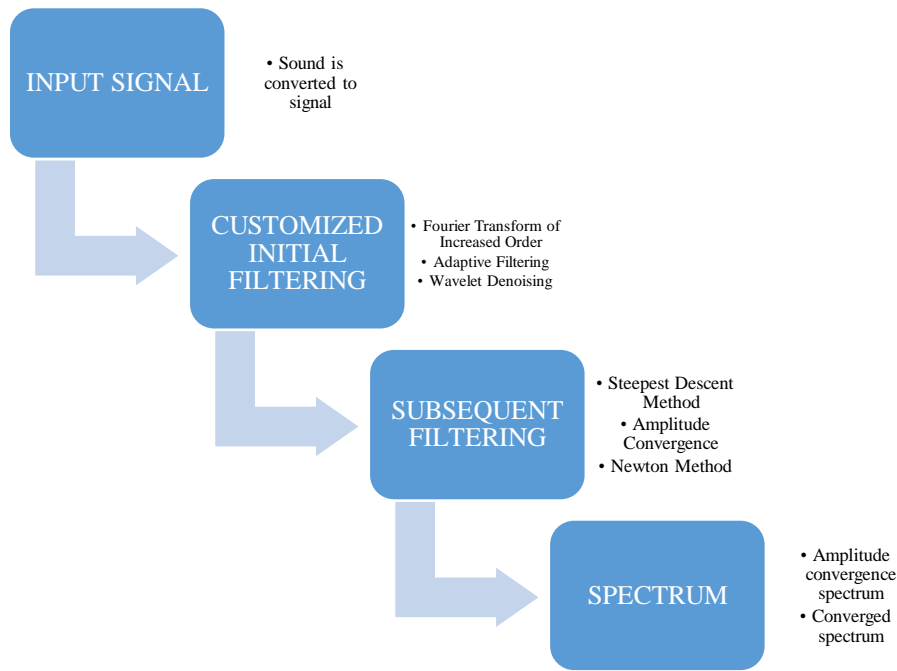 INPUT SIGNAL
• Sound is
converted to
signal
CUSTOMIZED
INITIAL
FILTERING
• Fourier Transform of
Increased Order
• Adaptive Filtering
• Wavelet Denoising
SUBSEQUENT
FILTERING
• Steepest Descent
Method
• Amplitude
Convergence
• Newton Method
SPECTRUM
• Amplitude
convergence
spectrum
• Converged
spectrum